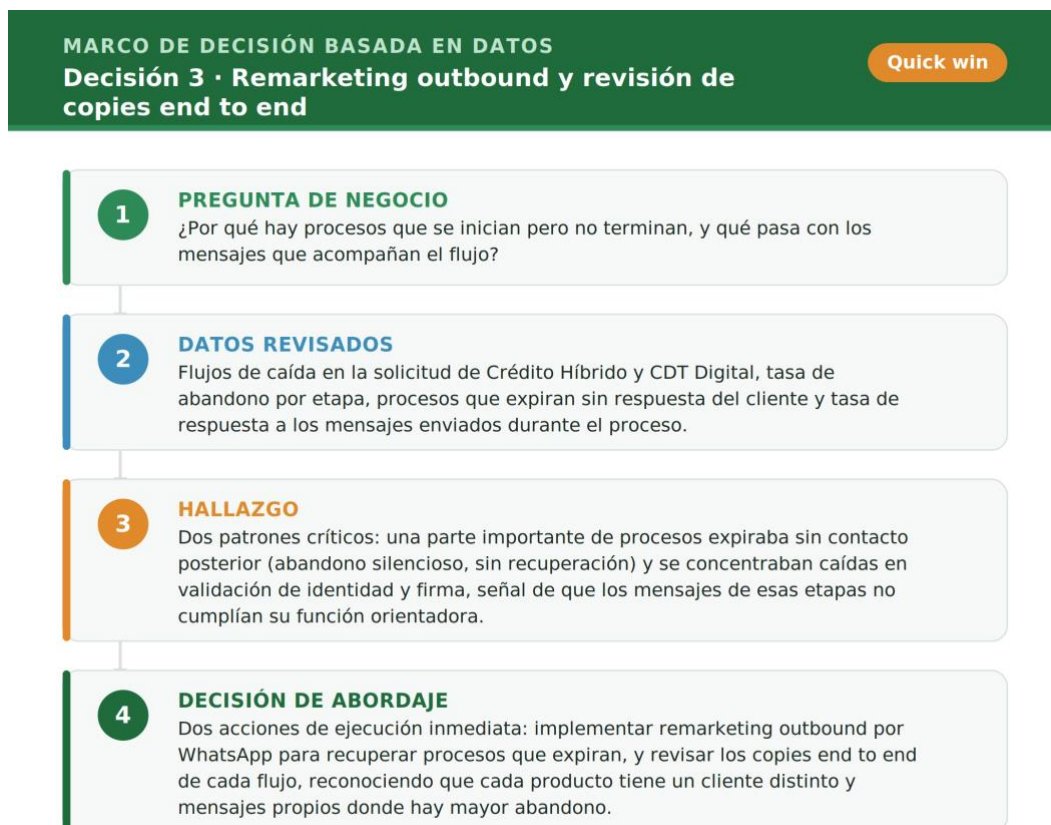 MARCO DE DECISIÓN BASADA EN DATOS
Decisión 3 · Remarketing outbound y revisión de
copies end to end
Quick win
1
PREGUNTA DE NEGOCIO
¿Por qué hay procesos que se inician pero no terminan, y qué pasa con los
mensajes que acompañan el flujo?
2
DATOS REVISADOS
Flujos de caída en la solicitud de Crédito Híbrido y CDT Digital, tasa de
abandono por etapa, procesos que expiran sin respuesta del cliente y tasa de
respuesta a los mensajes enviados durante el proceso.
3
HALLAZGO
Dos patrones críticos: una parte importante de procesos expiraba sin contacto
posterior (abandono silencioso, sin recuperación) y se concentraban caídas en
validación de identidad y firma, señal de que los mensajes de esas etapas no
cumplían su función orientadora.
4
DECISIÓN DE ABORDAJE
Dos acciones de ejecución inmediata: implementar remarketing outbound por
WhatsApp para recuperar procesos que expiran, y revisar los copies end to end
de cada flujo, reconociendo que cada producto tiene un cliente distinto y
mensajes propios donde hay mayor abandono.